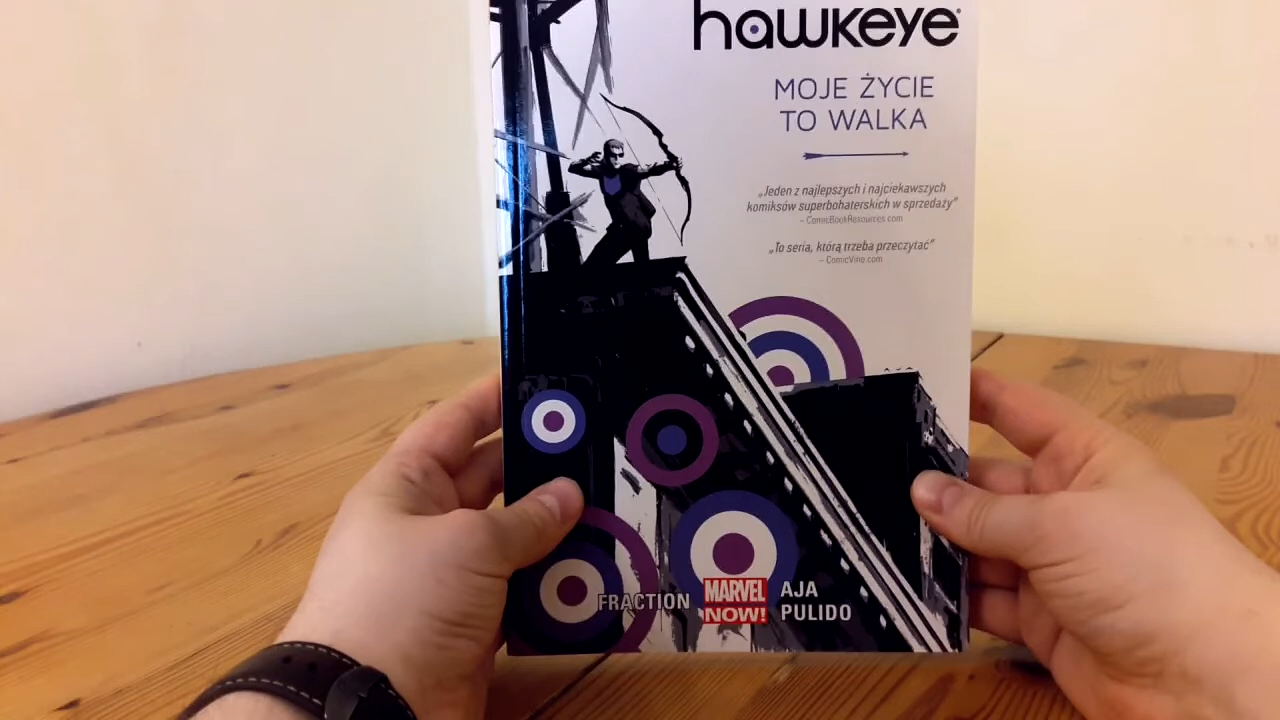 hawkeye
MOJE ŻYCIE
TO WALKA
„Jeden z najlepszych i najciekawszych
komiksów superbohaterskich w sprzedaży”
– ComicBookResources.com
„To seria, którą trzeba przeczytać”
– ComicVine.com
FRACTION
MARVEL
NOW!
AJA
PULIDO